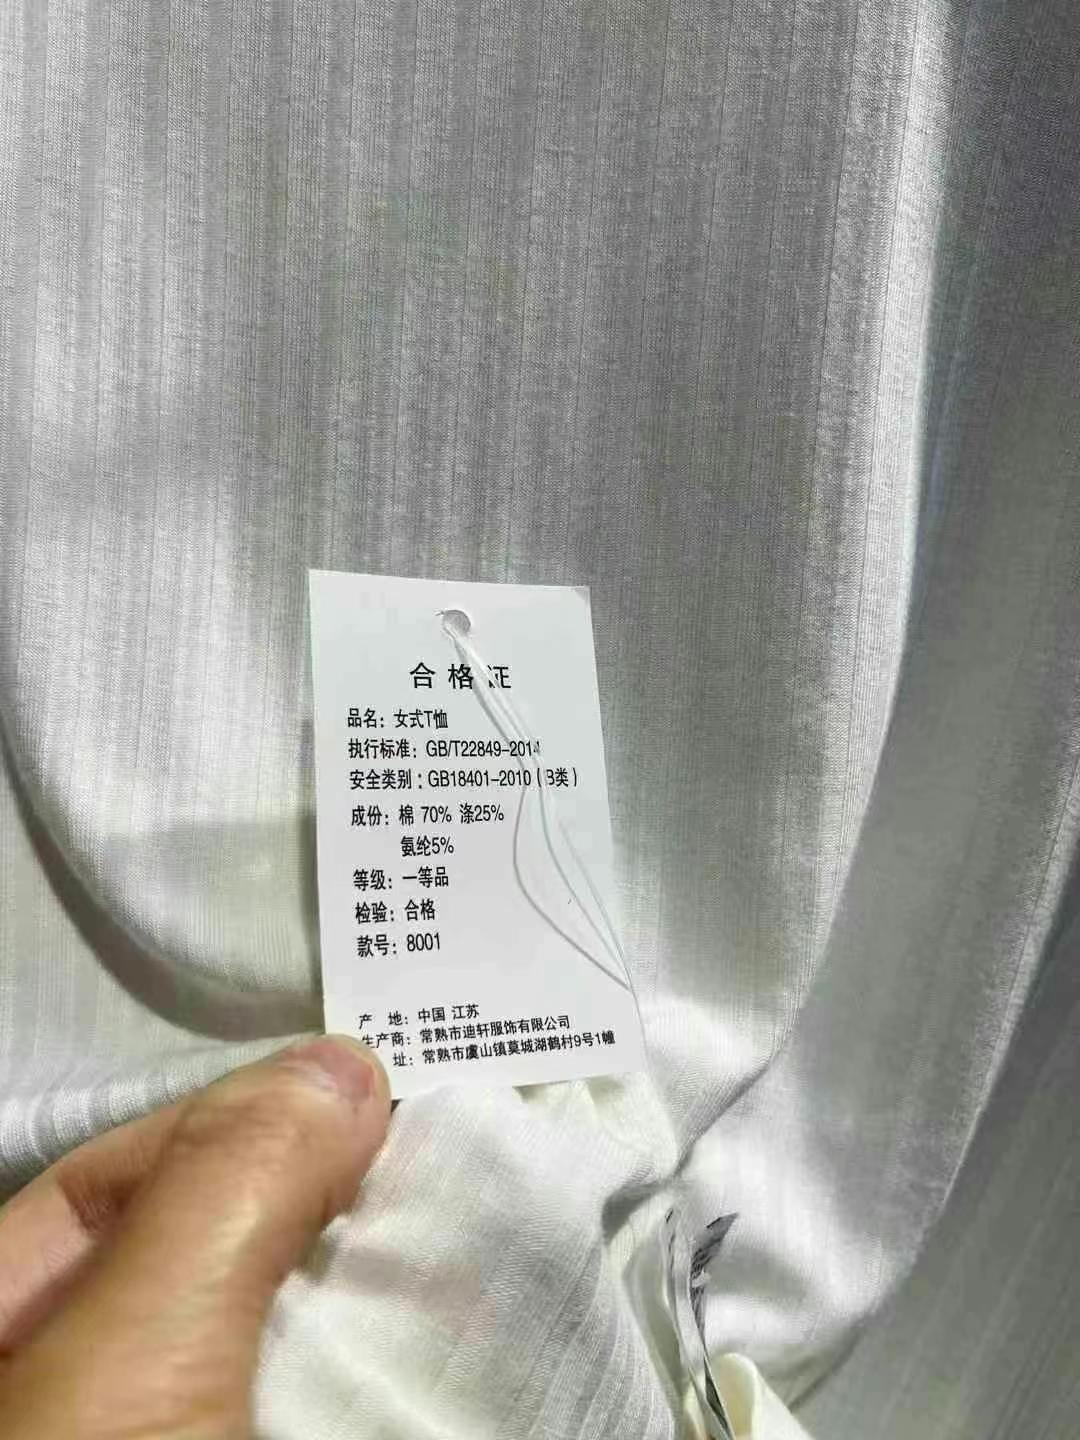 合格证
品名：女式T恤
执行标准：GB/T22849-2014
安全类别：GB18401-2010（B类）
成份：棉 70% 涤25%
氨纶5%
等级：一等品
检验：合格
款号：8001
产 地：中国 江苏
生产商：常熟市迪轩服饰有限公司
址：常熟市虞山镇莫城湖鹤村9号1幢